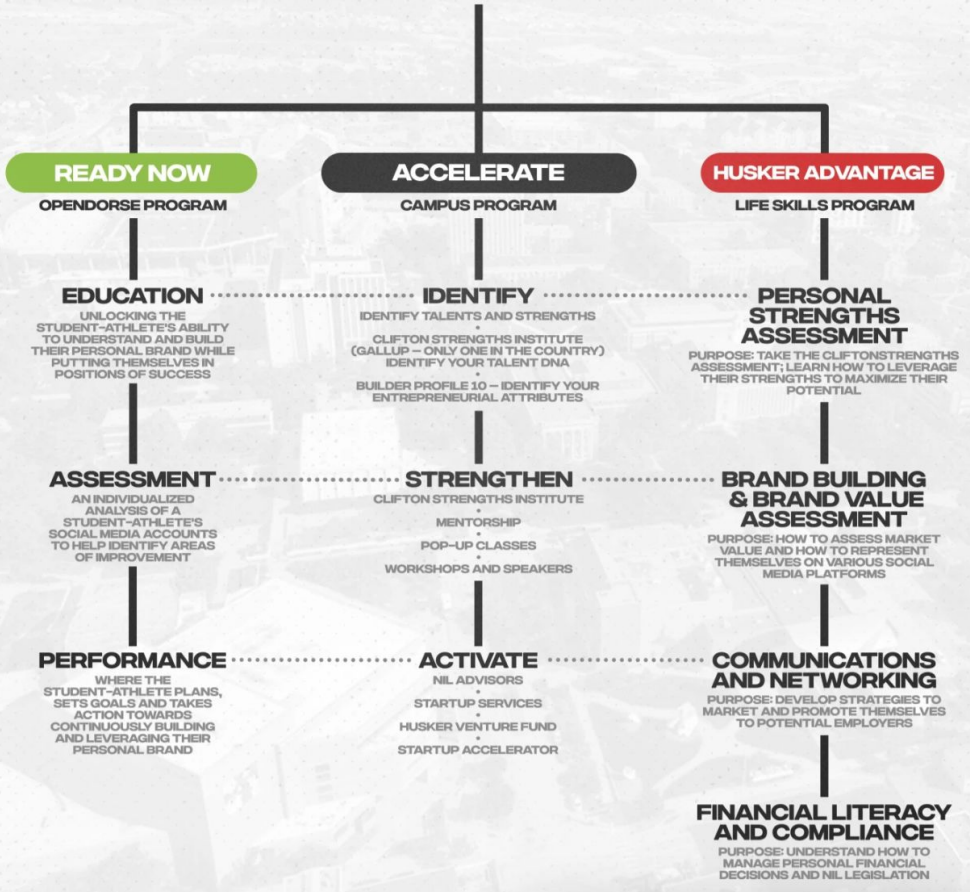 READY NOW
OPENDORSE PROGRAM
EDUCATION
UNLOCKING THE
STUDENT-ATHLETE'S ABILITY
TO UNDERSTAND AND BUILD
THEIR PERSONAL BRAND WHILE
PUTTING THEMSELVES IN
POSITIONS OF SUCCESS
ASSESSMENT
AN INDIVIDUALIZED
ANALYSIS OF A
STUDENT-ATHLETE'S
SOCIAL MEDIA ACCOUNTS
TO HELP IDENTIFY AREAS
OF IMPROVEMENT
PERFORMANCE
WHERE THE
STUDENT-ATHLETE PLANS,
SETS GOALS AND TAKES
ACTION TOWARDS
CONTINUOUSLY BUILDING
AND LEVERAGING THEIR
PERSONAL BRAND
ACCELERATE
CAMPUS PROGRAM
IDENTIFY
IDENTIFY TALENTS AND STRENGTHS
•
CLIFTON STRENGTHS INSTITUTE
(GALLUP – ONLY ONE IN THE COUNTRY)
IDENTIFY YOUR TALENT DNA
•
BUILDER PROFILE 10 – IDENTIFY YOUR
ENTREPRENEURIAL ATTRIBUTES
STRENGTHEN
CLIFTON STRENGTHS INSTITUTE
•
MENTORSHIP
•
POP-UP CLASSES
•
WORKSHOPS AND SPEAKERS
ACTIVATE
NIL ADVISORS
•
STARTUP SERVICES
•
HUSKER VENTURE FUND
•
STARTUP ACCELERATOR
HUSKER ADVANTAGE
LIFE SKILLS PROGRAM
PERSONAL
STRENGTHS
ASSESSMENT
PURPOSE: TAKE THE CLIFTONSTRENGTHS
ASSESSMENT; LEARN HOW TO LEVERAGE
THEIR STRENGTHS TO MAXIMIZE THEIR
POTENTIAL
BRAND BUILDING
& BRAND VALUE
ASSESSMENT
PURPOSE: HOW TO ASSESS MARKET
VALUE AND HOW TO REPRESENT
THEMSELVES ON VARIOUS SOCIAL
MEDIA PLATFORMS
COMMUNICATIONS
AND NETWORKING
PURPOSE: DEVELOP STRATEGIES TO
MARKET AND PROMOTE THEMSELVES
TO POTENTIAL EMPLOYERS
FINANCIAL LITERACY
AND COMPLIANCE
PURPOSE: UNDERSTAND HOW TO
MANAGE PERSONAL FINANCIAL
DECISIONS AND NIL LEGISLATION